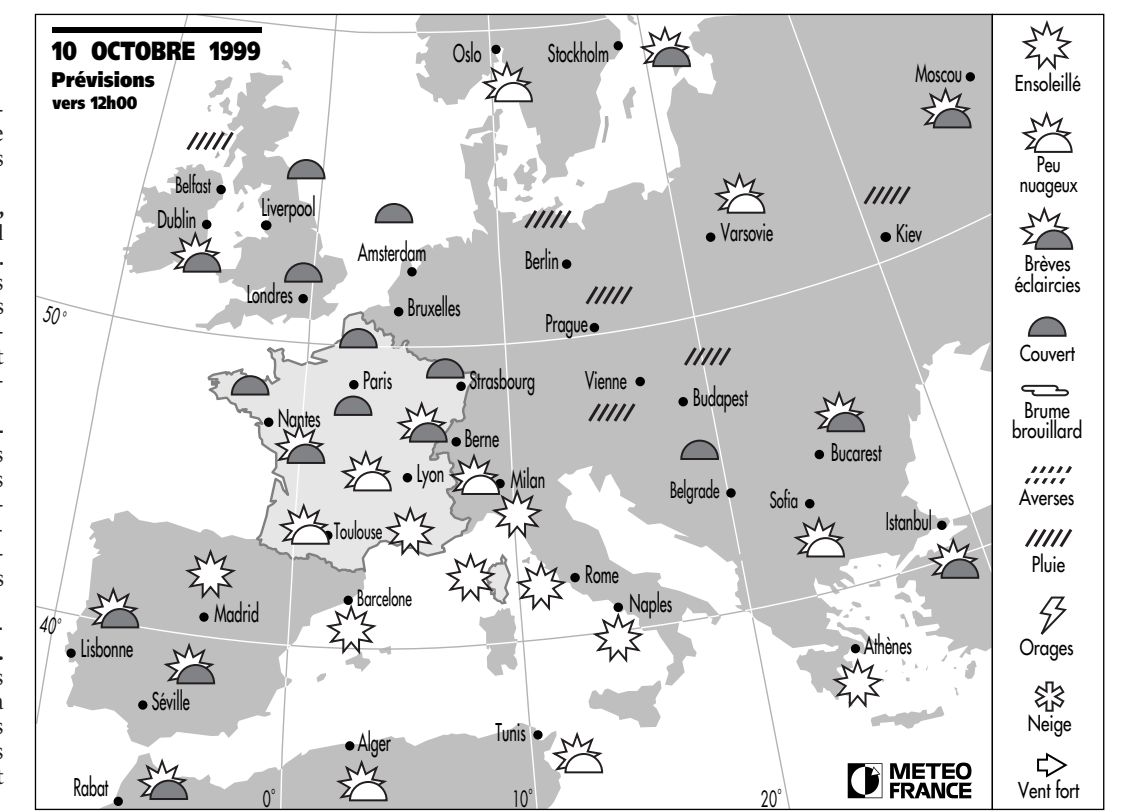 10 OCTOBRE 1999
Prévisions
vers 12h00
Oslo
Stockholm
Moscou
Belfast
Dublin
Liverpool
Amsterdam
Londres
Bruxelles
Berlin
Varsovie
Kiev
Prague
50°
Paris
Strasbourg
Vienne
Budapest
Nantes
Berne
Lyon
Milan
Bucarest
Belgrade
Sofia
Istanbul
Toulouse
Rome
Naples
Barcelone
Madrid
40°
Lisbonne
Séville
Athènes
Alger
Tunis
Rabat
0°
10°
20°
METEO
FRANCE
Ensoleillé
Peu
nuageux
Brèves
éclaircies
Couvert
Brume
brouillard
Averses
Pluie
Orages
Neige
Vent fort